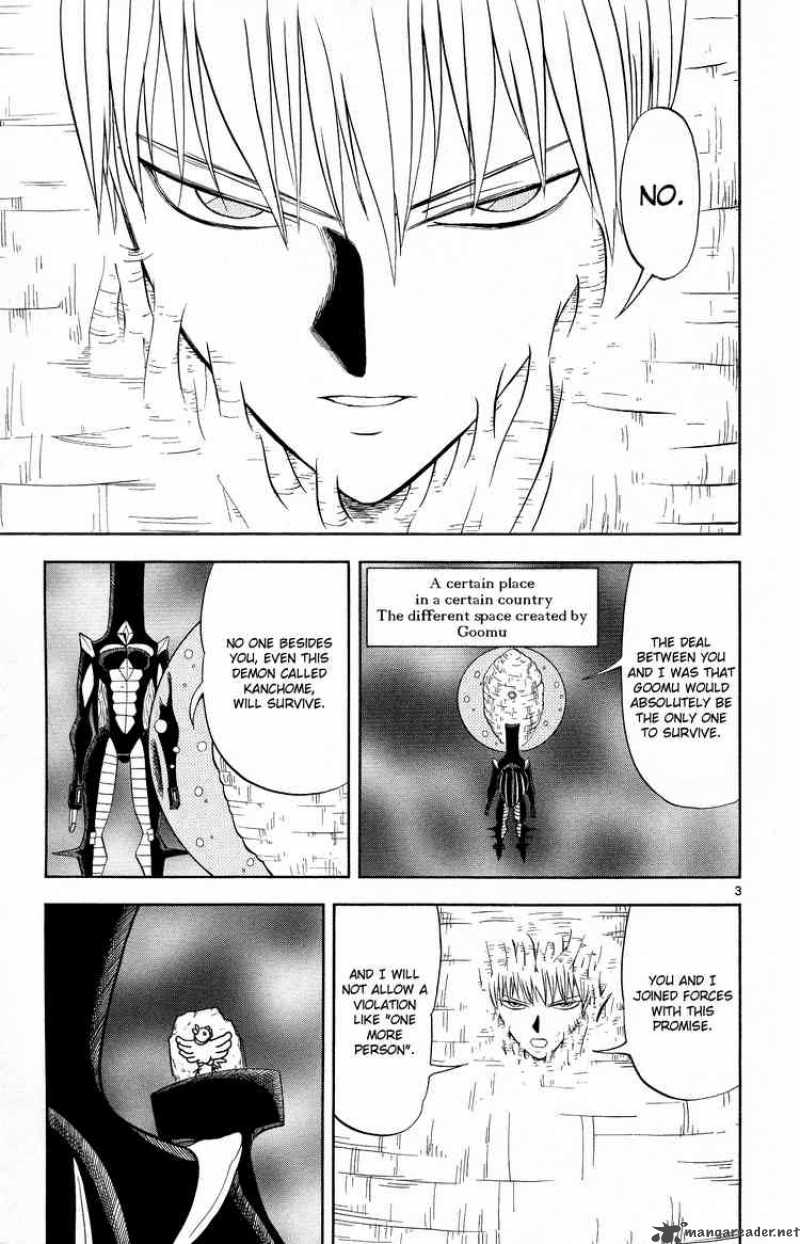 NO.
A certain place
in a certain country
The different space created by
Goomu
THE DEAL
BETWEEN YOU
AND I WAS THAT
GOOMU WOULD
ABSOLUTELY BE
THE ONLY ONE
TO SURVIVE.
NO ONE BESIDES
YOU, EVEN THIS
DEMON CALLED
KANCHOME,
WILL SURVIVE.
3
YOU AND I
JOINED FORCES
WITH THIS
PROMISE.
AND I WILL
NOT ALLOW A
VIOLATION
LIKE "ONE
MORE
PERSON".
mangareader.net